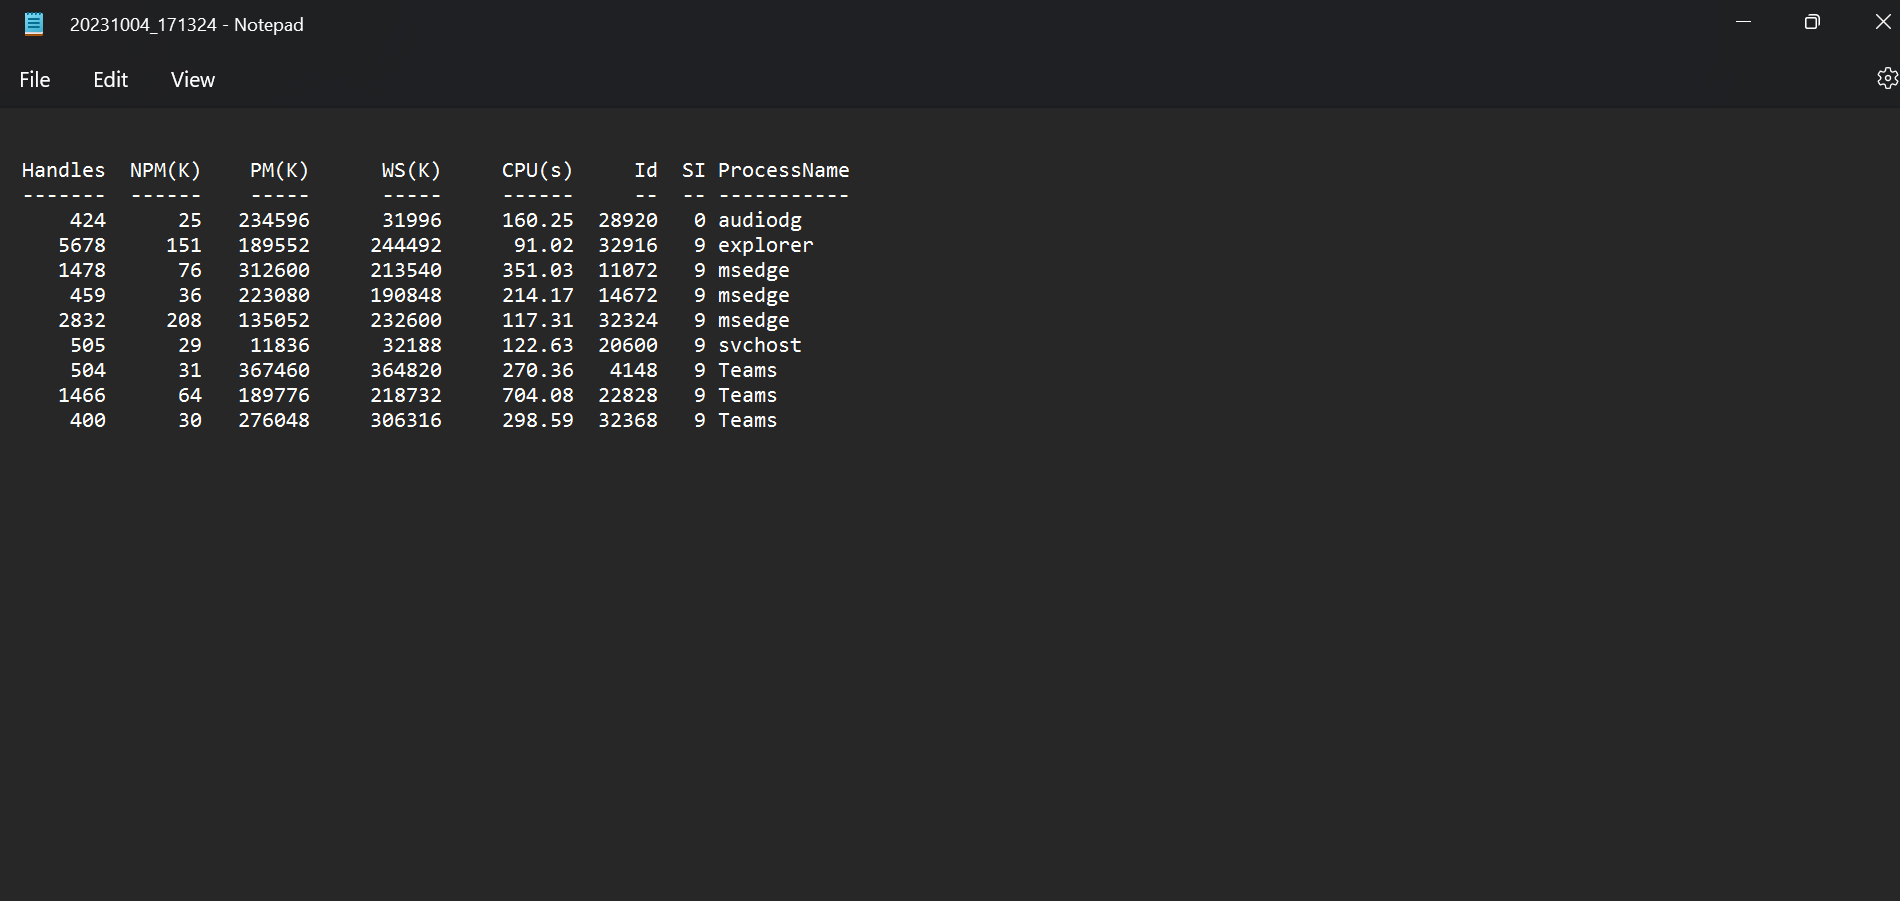 20231004_171324 - Notepad
File Edit View
Handles NPM(K) PM(K) WS(K) CPU(s) Id SI ProcessName
------- ------ ----- ----- ------ -- -- -----------
424 25 234596 31996 160.25 28920 0 audiodg
5678 151 189552 244492 91.02 32916 9 explorer
1478 76 312600 213540 351.03 11072 9 msedge
459 36 223080 190848 214.17 14672 9 msedge
2832 208 135052 232600 117.31 32324 9 msedge
505 29 11836 32188 122.63 20600 9 svchost
504 31 367460 364820 270.36 4148 9 Teams
1466 64 189776 218732 704.08 22828 9 Teams
400 30 276048 306316 298.59 32368 9 Teams